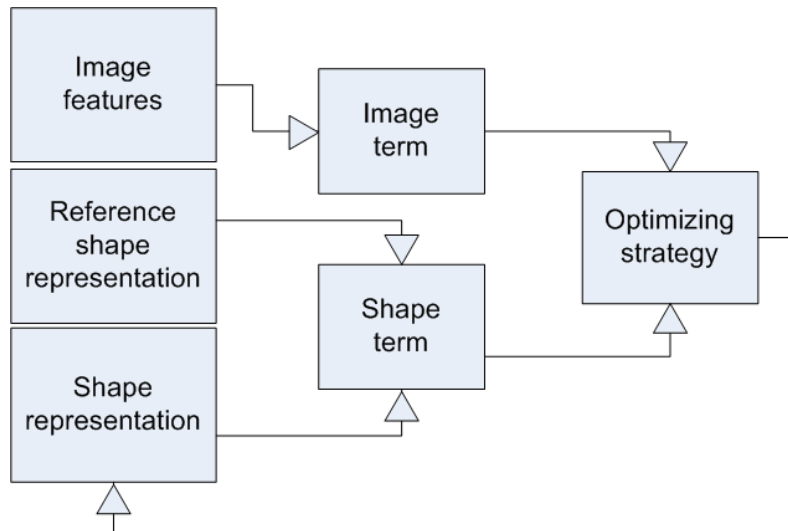 Image
features
Image
term
Reference
shape
representation
Optimizing
strategy
Shape
term
Shape
representation